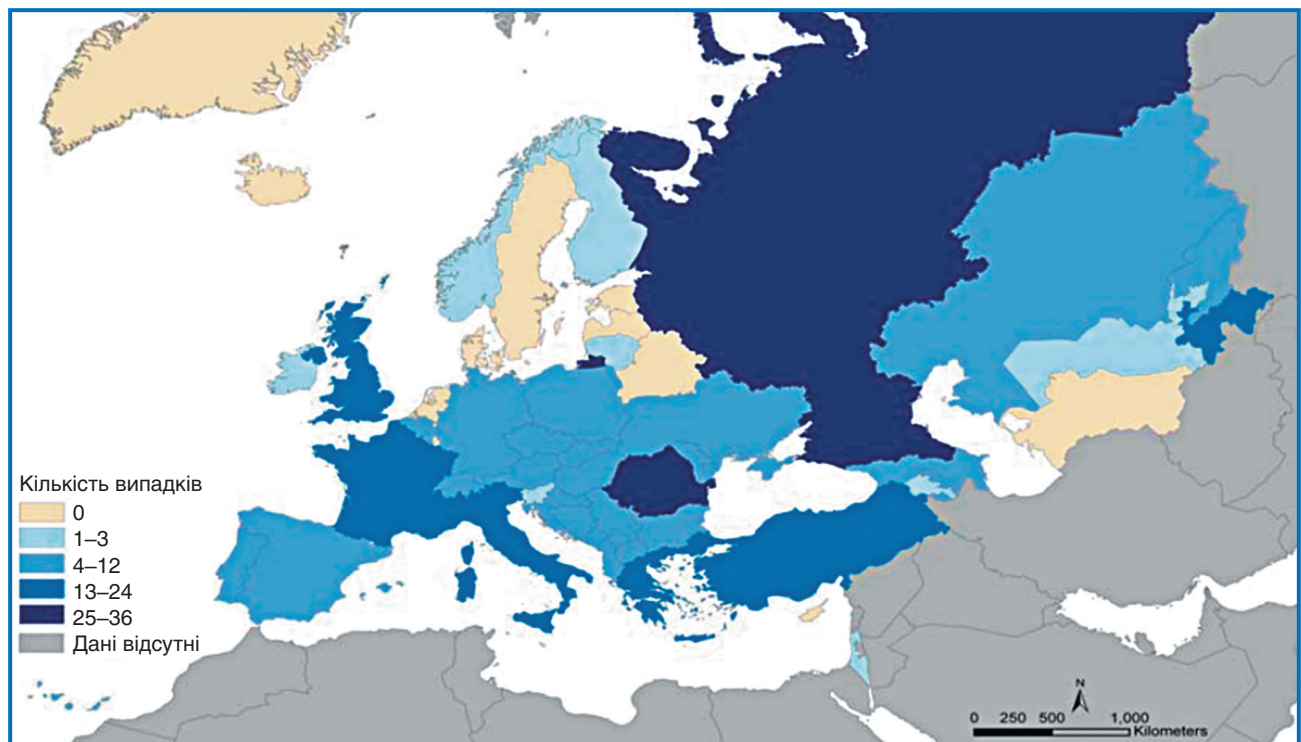 Кількість випадків
0
1–3
4–12
13–24
25–36
Дані відсутні
N
0 250 500 1,000
Kilometers